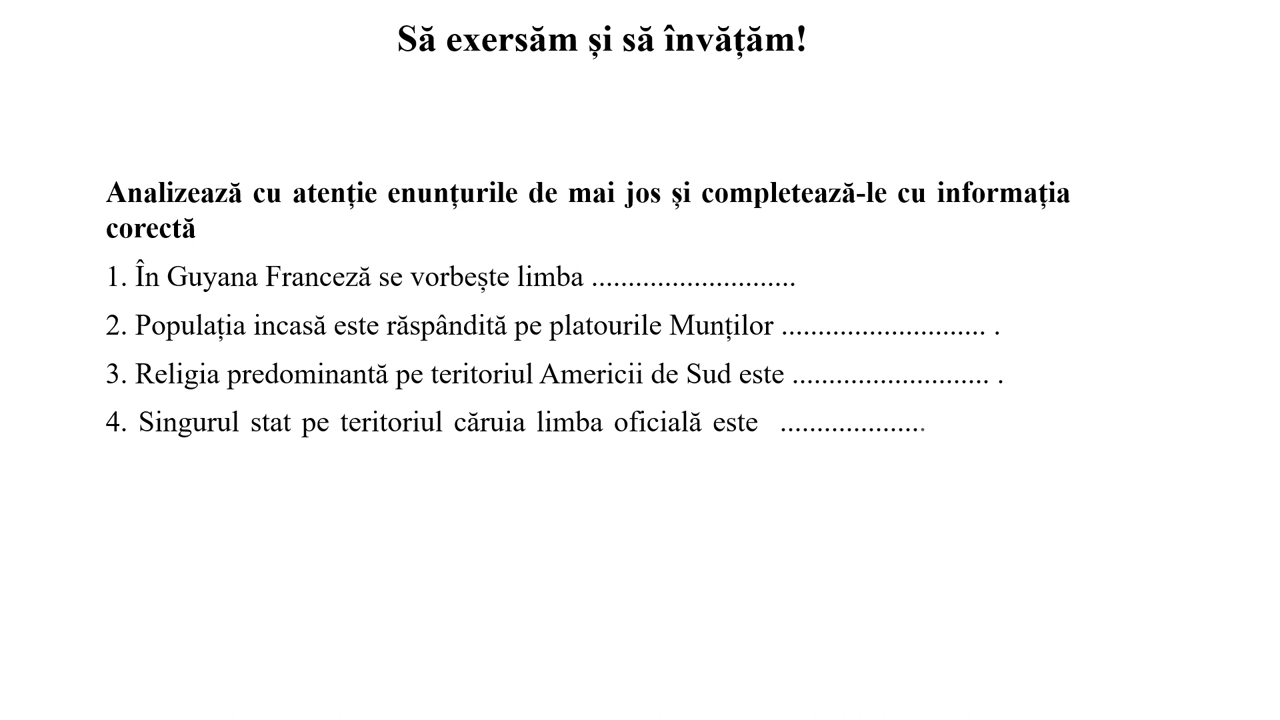 Să exersăm și să învățăm!
Analizează cu atenție enunțurile de mai jos și completează-le cu informația
corectă
1. În Guyana Franceză se vorbește limba ............................
2. Populația incasă este răspândită pe platourile Munților ............................ .
3. Religia predominantă pe teritoriul Americii de Sud este ........................... .
4. Singurul stat pe teritoriul căruia limba oficială este ....................